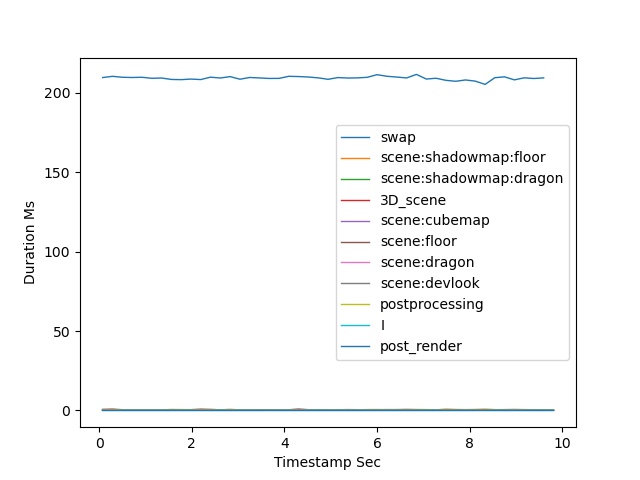 200
150
100
50
0
Duration Ms
swap
scene:shadowmap:floor
scene:shadowmap:dragon
3D_scene
scene:cubemap
scene:floor
scene:dragon
scene:devlook
postprocessing
I
post_render
0 2 4 6 8 10
Timestamp Sec